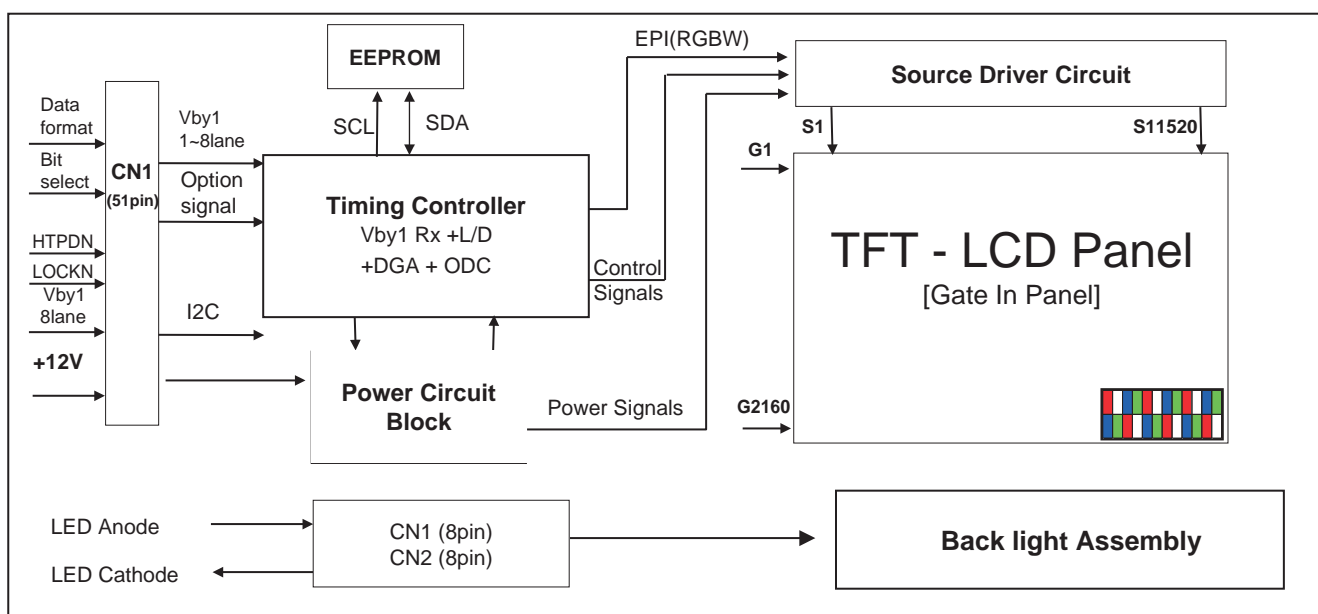 EEPROM
EPI(RGBW)
Source Driver Circuit
Data
format
Bit
select
HTPDN
LOCKN
Vby1
8lane
+12V
CN1
(51pin)
Vby1
1~8lane
Option
signal
I2C
SCL
SDA
Timing Controller
Vby1 Rx +L/D
+DGA + ODC
Control
Signals
Power Circuit
Block
Power Signals
S1
S11520
G1
G2160
TFT - LCD Panel
[Gate In Panel]
LED Anode
LED Cathode
CN1 (8pin)
CN2 (8pin)
Back light Assembly